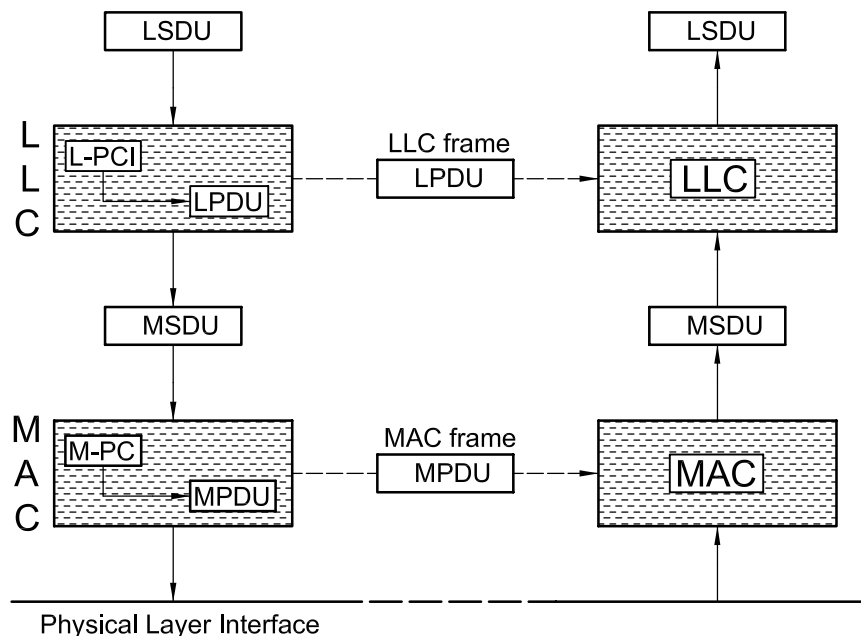 LSDU
LSDU
L
L
C
L-PCI
LPDU
LLC frame
LPDU
LLC
MSDU
MSDU
M
A
C
M-PC
MPDU
MAC frame
MPDU
MAC
Physical Layer Interface